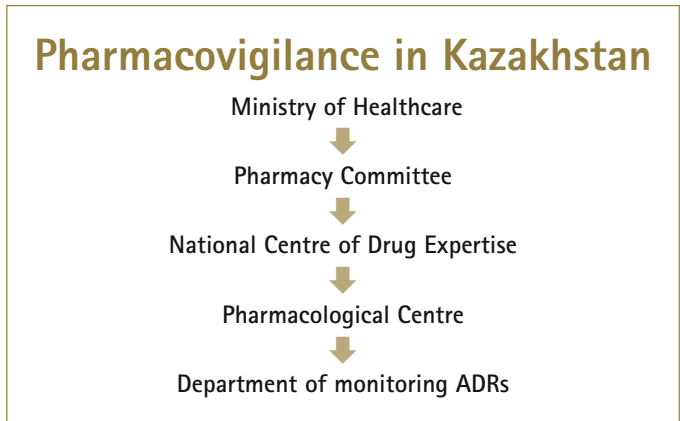 Pharmacovigilance in Kazakhstan
Ministry of Healthcare
Pharmacy Committee
National Centre of Drug Expertise
Pharmacological Centre
Department of monitoring ADRs